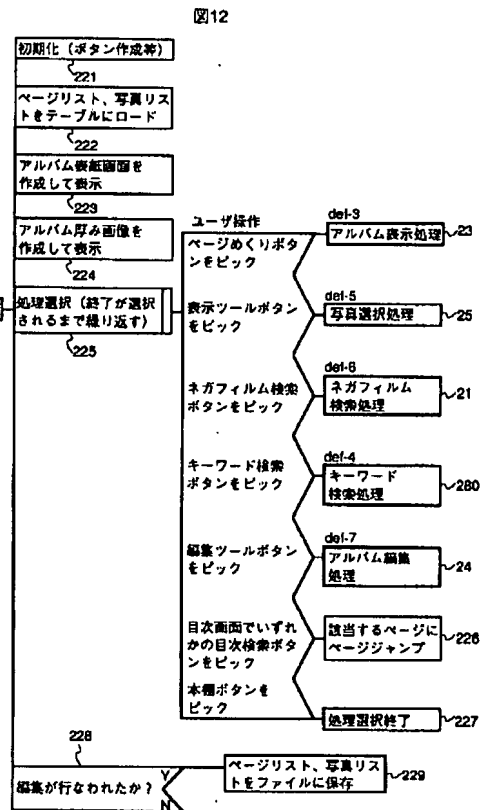 図12
初期化（ボタン作成等）
221
ページリスト、写真リス
トをテーブルにロード
222
アルバム表紙画面を
作成して表示
223
アルバム厚み画像を
作成して表示
224
処理選択（終了が選択
されるまで繰り返す）
225
ユーザ操作
ページめくりボタ
ンをピック
def-3
アルバム表示処理
23
表示ツールボタン
をピック
def-5
写真選択処理
25
ネガフィルム検索
ボタンをピック
def-6
ネガフィルム
検索処理
21
キーワード検索
ボタンをピック
def-4
キーワード
検索処理
280
編集ツールボタン
をピック
def-7
アルバム編集
処理
24
目次画面でいずれ
かの目次検索ボタ
ンをピック
該当するページに
ページジャンプ
226
本棚ボタンを
ピック
処理選択終了
227
228
編集が行なわれたか？
Y
N
ページリスト、写真リス
トをファイルに保存
229